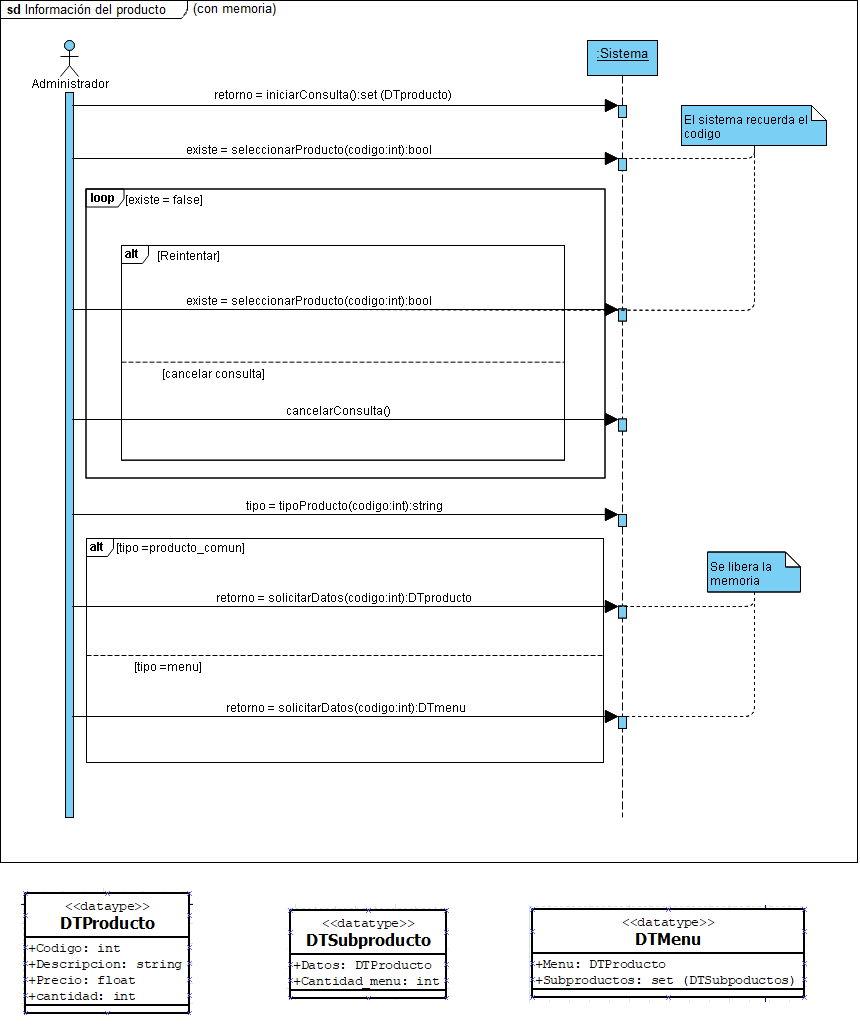 sd Información del producto (con memoria)
Administrador
:Sistema
retorno = iniciarConsulta():set (DTproducto)
El sistema recuerda el
codigo
existe = seleccionarProducto(codigo:int):bool
loop [existe = false]
alt [Reintentar]
existe = seleccionarProducto(codigo:int):bool
[cancelar consulta]
cancelarConsulta()
tipo = tipoProducto(codigo:int):string
alt [tipo =producto_comun]
Se libera la
memoria
retorno = solicitarDatos(codigo:int):DTproducto
[tipo =menu]
retorno = solicitarDatos(codigo:int):DTmenu
<<dataype>>
DTProducto
+Codigo: int
+Descripcion: string
+Precio: float
+cantidad: int
<<datatype>>
DTSubproducto
+Datos: DTProducto
+Cantidad_menu: int
<<datatype>>
DTMenu
+Menu: DTProducto
+Subproductos: set (DTSubpoductos)